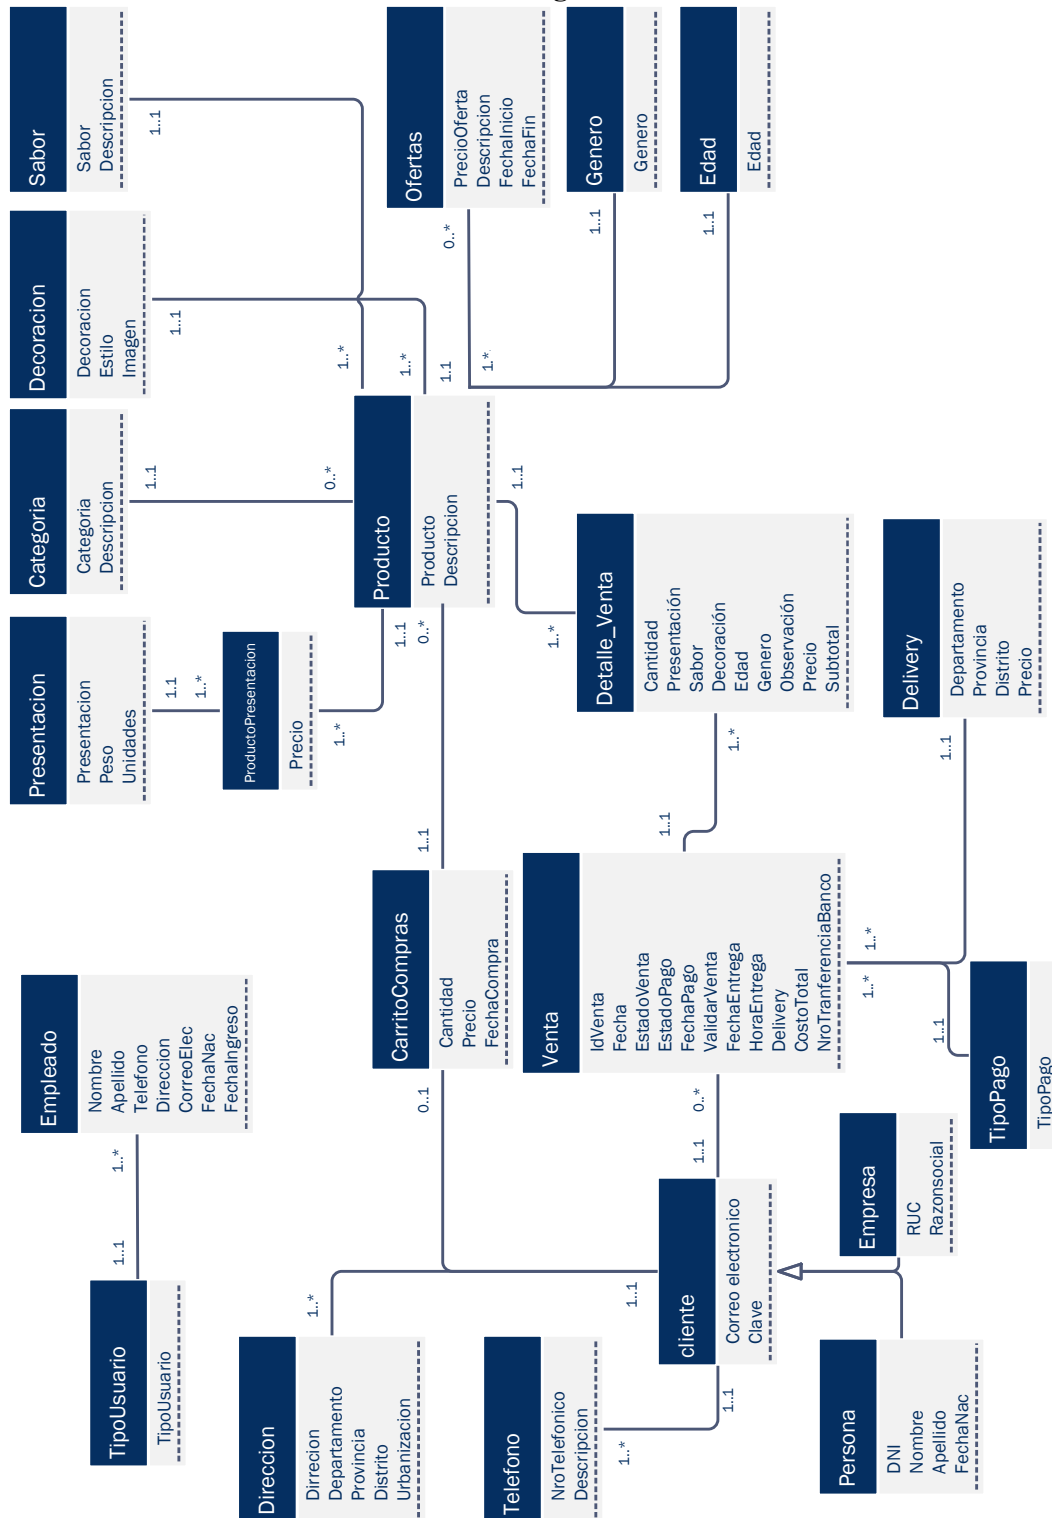 TipoUsuario
TipoUsuario
1..1
1..*
Empleado
Nombre
Apellido
Telefono
Direccion
CorreoElec
FechaNac
FechaIngreso
Presentacion
Presentacion
Peso
Unidades
1..1
1..*
ProductoPresentacion
Precio
1..*
1..1
Categoria
Categoria
Descripcion
1..1
0..*
Decoracion
Decoracion
Estilo
Imagen
1..1
1..*
Sabor
Sabor
Descripcion
1..1
1..*
Direccion
Dirrecion
Departamento
Provincia
Distrito
Urbanizacion
1..*
1..1
0..1
CarritoCompras
Cantidad
Precio
FechaCompra
1..1
0..*
Producto
Producto
Descripcion
1..1
1..*
0..*
Ofertas
PrecioOferta
Descripcion
FechaInicio
FechaFin
Telefono
NroTelefonico
Descripcion
1..*
1..1
cliente
Correo electronico
Clave
1..1
0..*
Venta
IdVenta
Fecha
EstadoVenta
EstadoPago
FechaPago
ValidarVenta
FechaEntrega
HoraEntrega
Delivery
CostoTotal
NroTranferenciaBanco
1..1
1..*
Detalle_Venta
Cantidad
Presentación
Sabor
Decoración
Edad
Genero
Observación
Precio
Subtotal
1..*
1..1
Genero
Genero
1..1
Edad
Edad
1..1
Persona
DNI
Nombre
Apellido
FechaNac
Empresa
RUC
Razonsocial
TipoPago
TipoPago
1..1
1..*
1..*
1..1
Delivery
Departamento
Provincia
Distrito
Precio